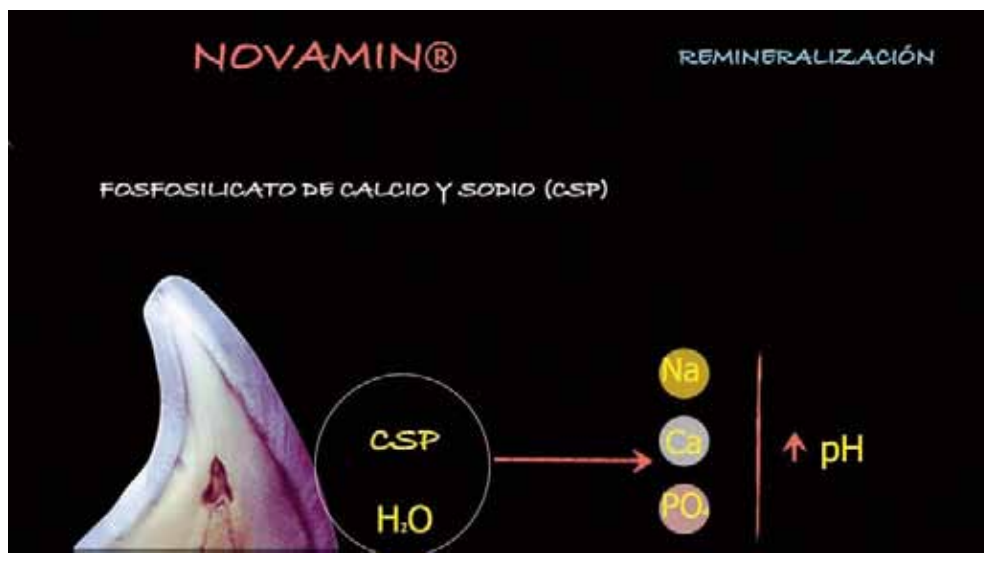 NOVAMIN®
REMINERALIZACIÓN
FOSFOSILICATO DE CALCIO Y SODIO (CSP)
CSP
H₂O
Na
Ca
PO₄
↑ pH